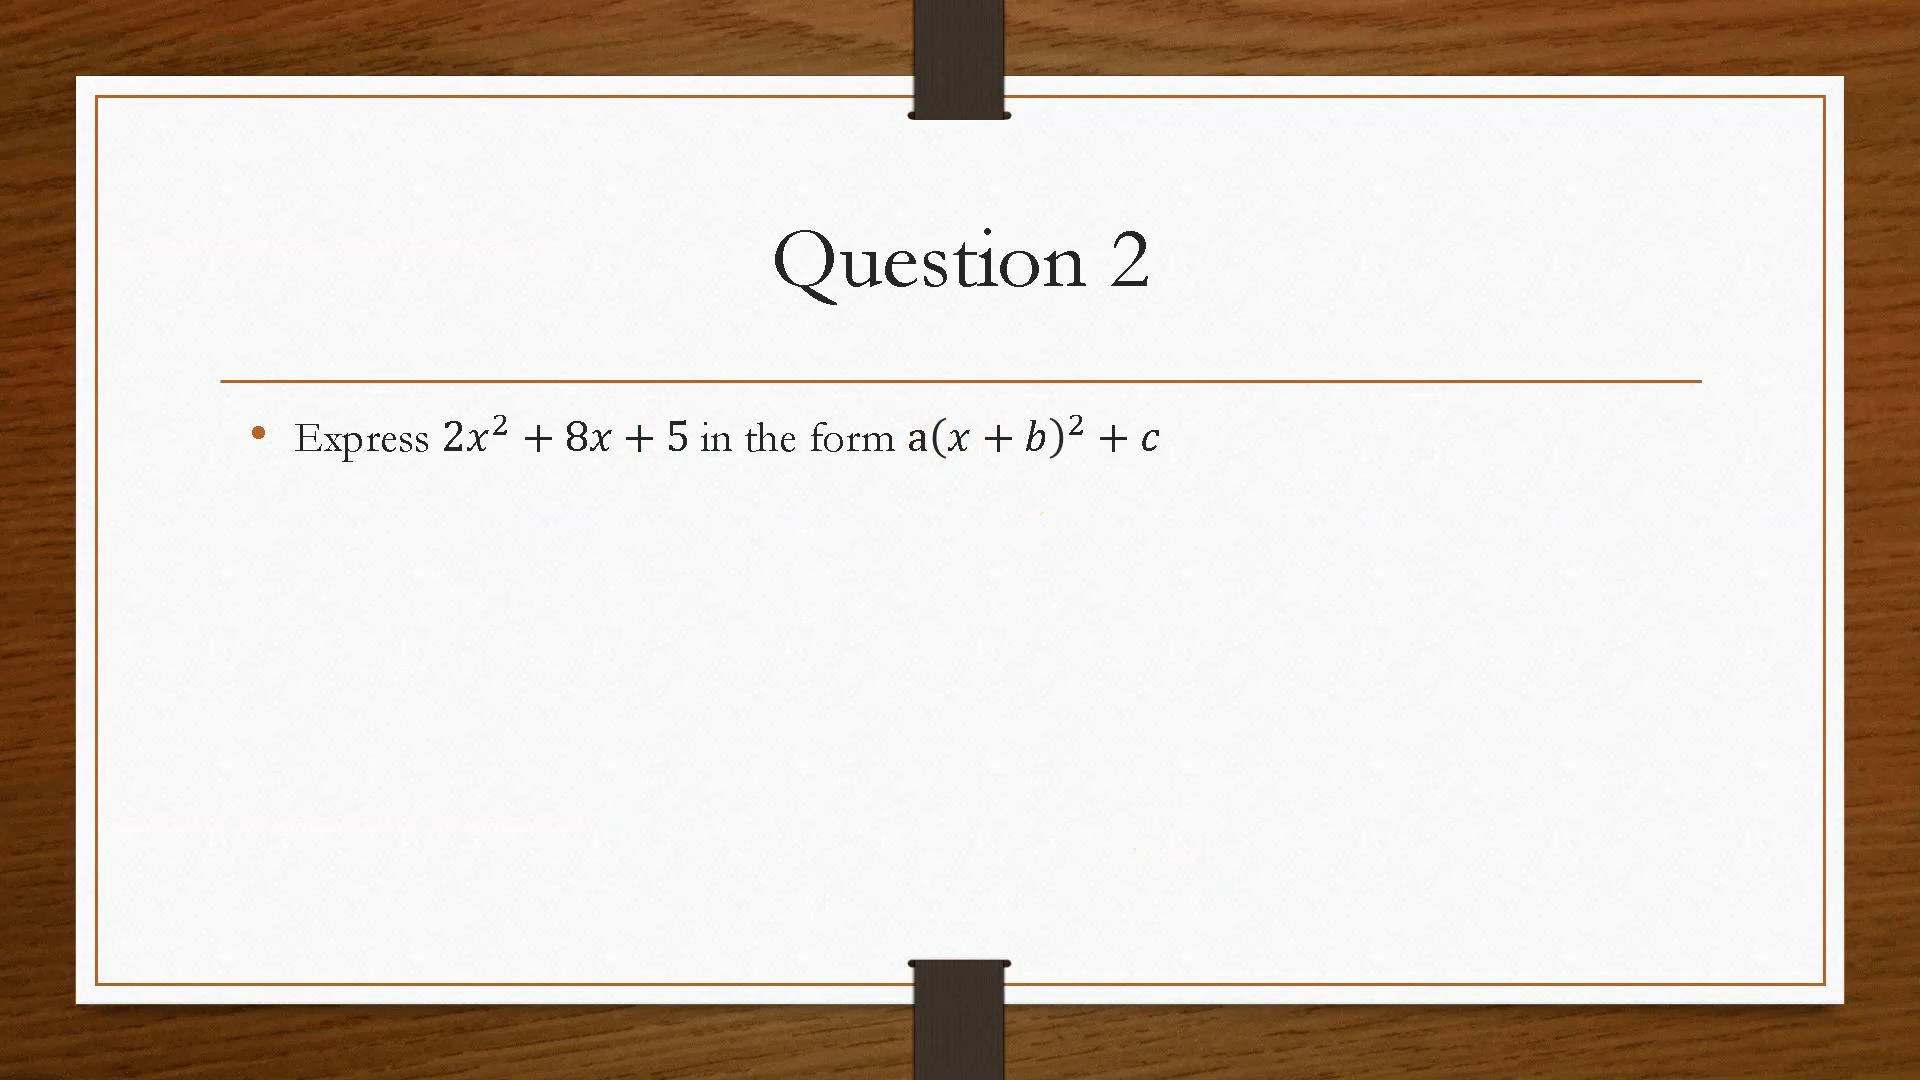 Question 2
• Express 2x² + 8x + 5 in the form a(x + b)² + c